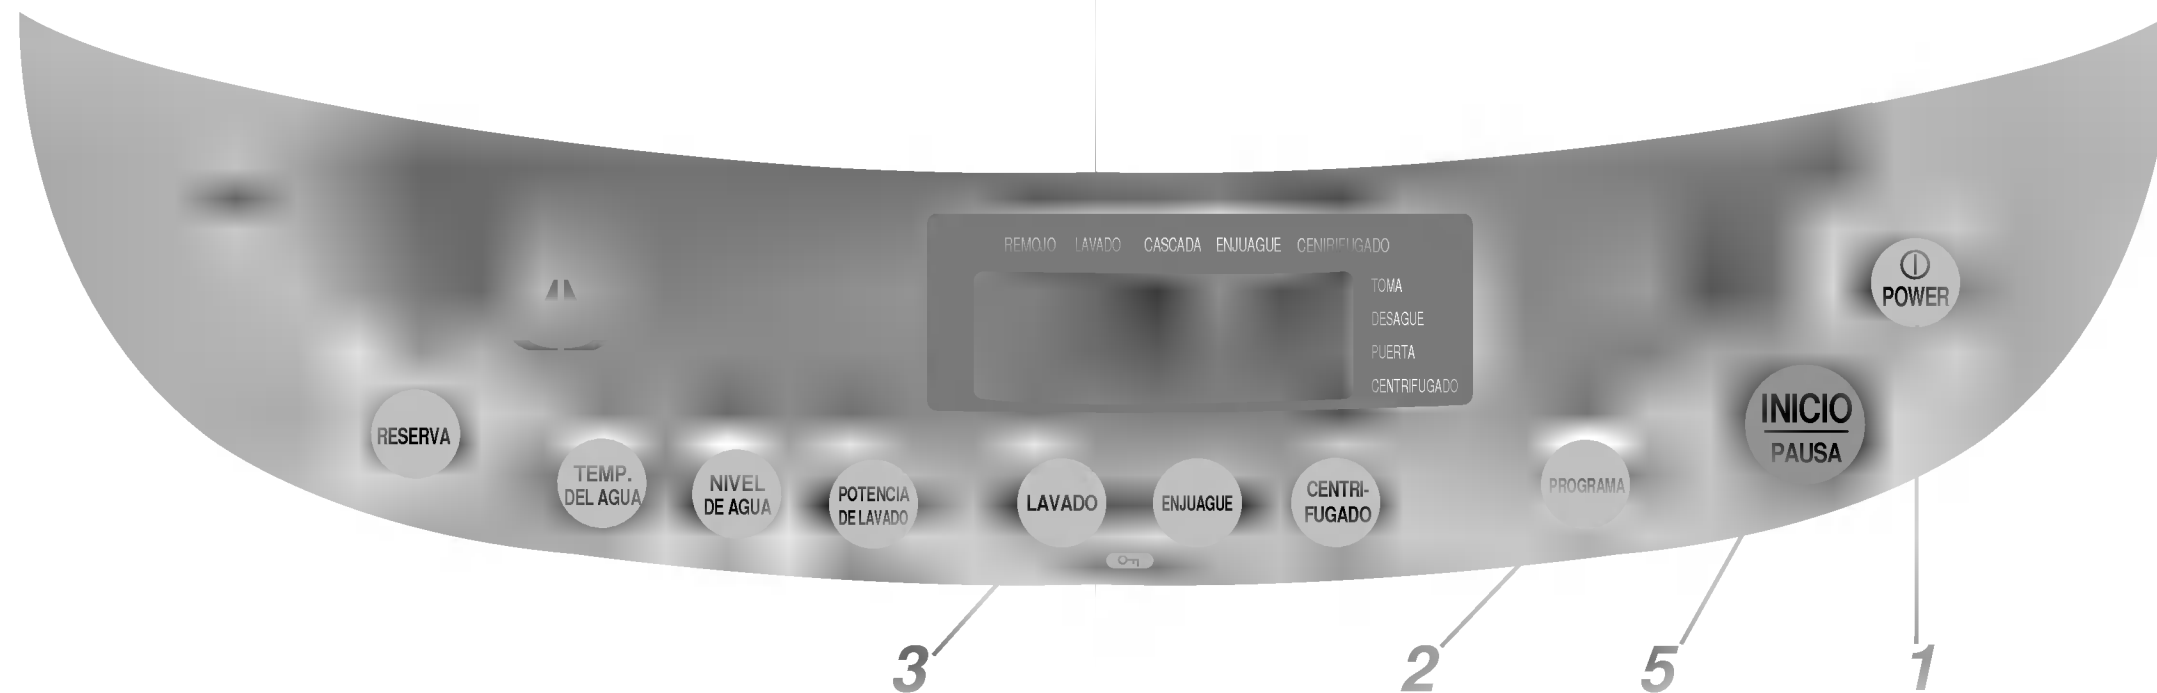 REMOJO LAVADO CASCADA ENJUAGUE CENIRIFUGADO
TOMA
DESAGUE
PUERTA
CENTRIFUGADO
POWER
INICIO
PAUSA
RESERVA
TEMP.
DEL AGUA
NIVEL
DE AGUA
POTENCIA
DE LAVADO
LAVADO
ENJUAGUE
CENTRI-
FUGADO
PROGRAMA
3 2 5 1